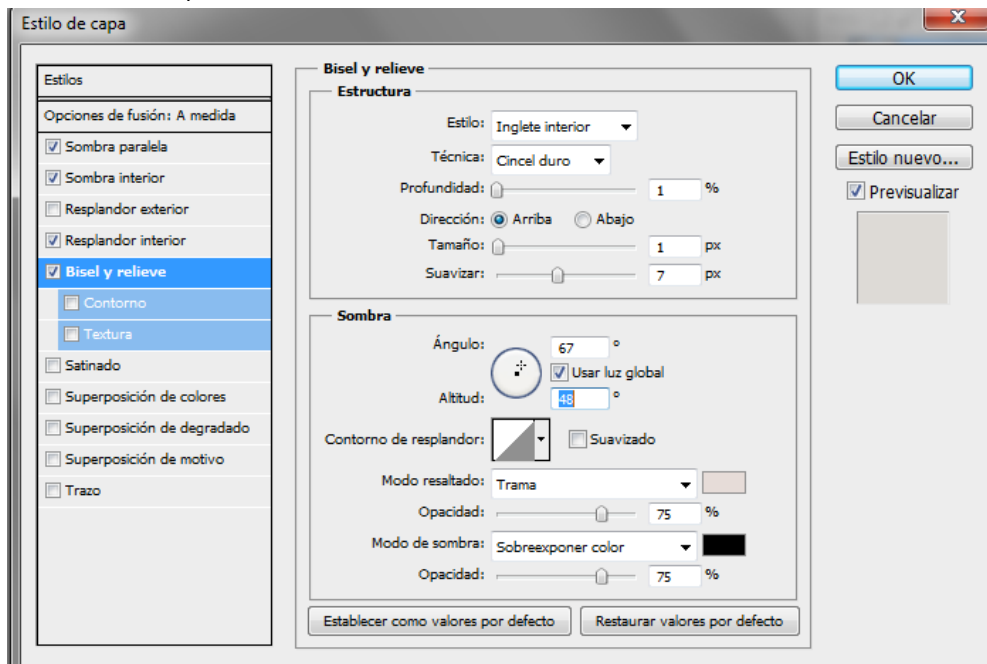 Estilo de capa
Estilos
Opciones de fusión: A medida
Sombra paralela
Sombra interior
Resplandor exterior
Resplandor interior
Bisel y relieve
Contorno
Textura
Satinado
Superposición de colores
Superposición de degradado
Superposición de motivo
Trazo
Bisel y relieve
Estructura
Estilo: Inglete interior
Técnica: Cincel duro
Profundidad: 1 %
Dirección: Arriba Abajo
Tamaño: 1 px
Suavizar: 7 px
Sombra
Ángulo: 67 °
Usar luz global
Altitud: 48 °
Contorno de resplandor: Suavizado
Modo resaltado: Trama
Opacidad: 75 %
Modo de sombra: Sobreexponer color
Opacidad: 75 %
Establecer como valores por defecto Restaurar valores por defecto
OK
Cancelar
Estilo nuevo...
Previsualizar